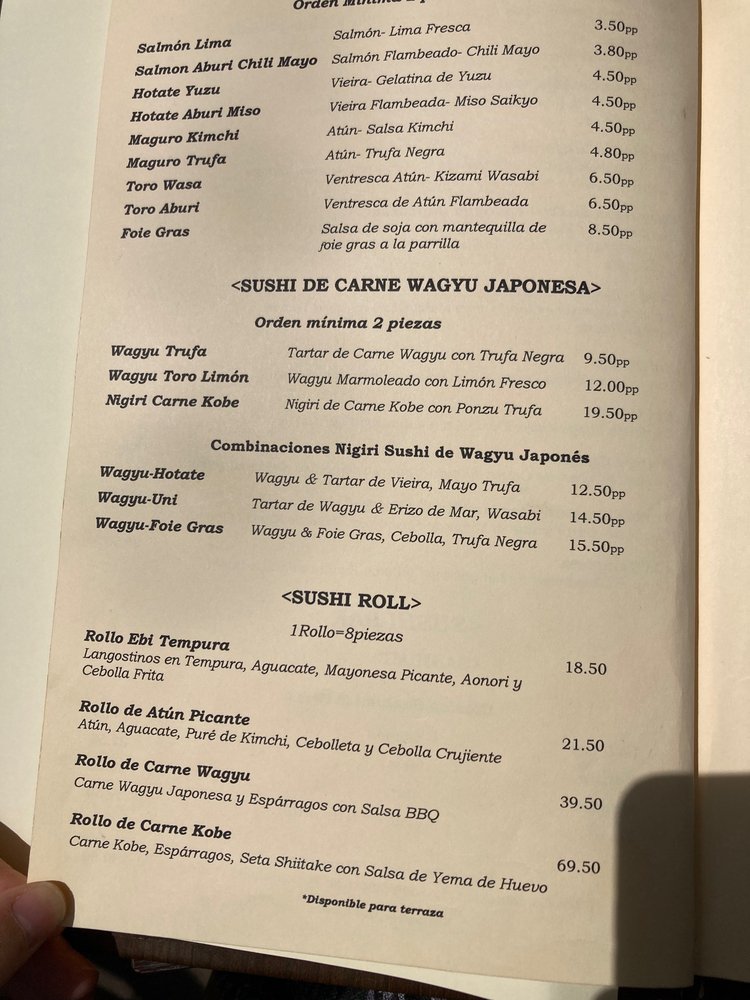 Orden Mínima 2 p
Salmón Lima Salmón- Lima Fresca 3.50pp
Salmon Aburi Chili Mayo Salmón Flambeado- Chili Mayo 3.80pp
Hotate Yuzu Vieira- Gelatina de Yuzu 4.50pp
Hotate Aburi Miso Vieira Flambeada- Miso Saikyo 4.50pp
Maguro Kimchi Atún- Salsa Kimchi 4.50pp
Maguro Trufa Atún- Trufa Negra 4.80pp
Toro Wasa Ventresca Atún- Kizami Wasabi 6.50pp
Toro Aburi Ventresca de Atún Flambeada 6.50pp
Foie Gras Salsa de soja con mantequilla de 8.50pp
foie gras a la parrilla
<SUSHI DE CARNE WAGYU JAPONESA>
Orden mínima 2 piezas
Wagyu Trufa Tartar de Carne Wagyu con Trufa Negra 9.50pp
Wagyu Toro Limón Wagyu Marmoleado con Limón Fresco 12.00pp
Nigiri Carne Kobe Nigiri de Carne Kobe con Ponzu Trufa 19.50pp
Combinaciones Nigiri Sushi de Wagyu Japonés
Wagyu-Hotate Wagyu & Tartar de Vieira, Mayo Trufa 12.50pp
Wagyu-Uni Tartar de Wagyu & Erizo de Mar, Wasabi 14.50pp
Wagyu-Foie Gras Wagyu & Foie Gras, Cebolla, Trufa Negra 15.50pp
<SUSHI ROLL>
1Rollo=8piezas
Rollo Ebi Tempura
Langostinos en Tempura, Aguacate, Mayonesa Picante, Aonori y 18.50
Cebolla Frita
Rollo de Atún Picante
Atún, Aguacate, Puré de Kimchi, Cebolleta y Cebolla Crujiente 21.50
Rollo de Carne Wagyu
Carne Wagyu Japonesa y Espárragos con Salsa BBQ 39.50
Rollo de Carne Kobe
Carne Kobe, Espárragos, Seta Shiitake con Salsa de Yema de Huevo 69.50
*Disponible para terraza